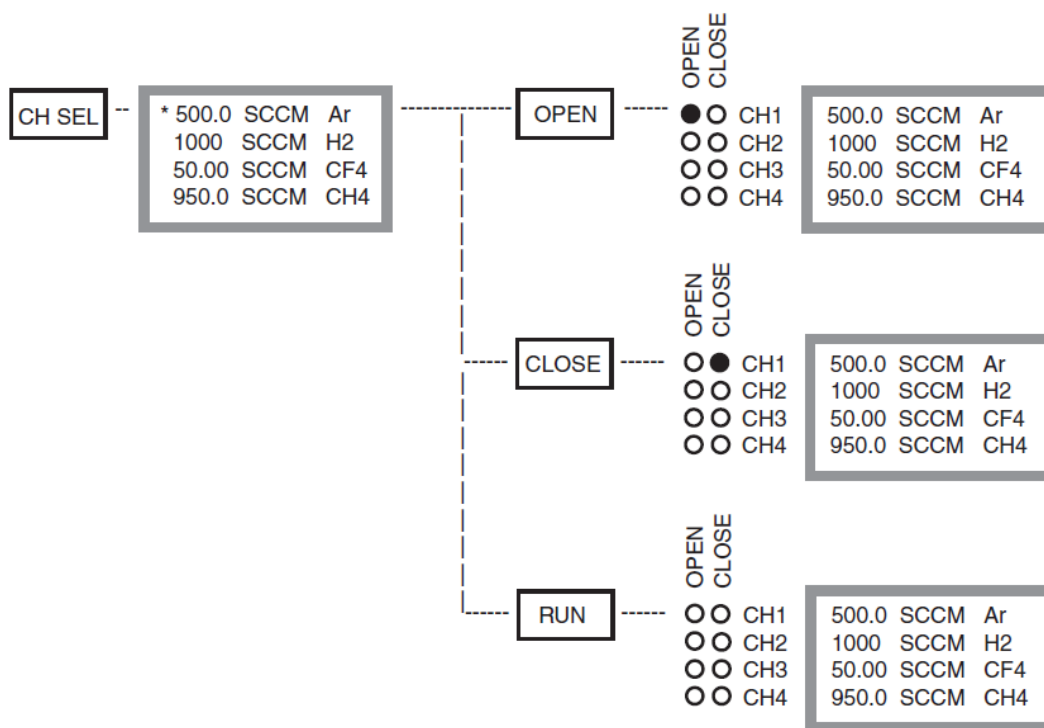 CH SEL
* 500.0 SCCM Ar
1000 SCCM H2
50.00 SCCM CF4
950.0 SCCM CH4
OPEN
OPEN CLOSE
CH1
CH2
CH3
CH4
500.0 SCCM Ar
1000 SCCM H2
50.00 SCCM CF4
950.0 SCCM CH4
CLOSE
OPEN CLOSE
CH1
CH2
CH3
CH4
500.0 SCCM Ar
1000 SCCM H2
50.00 SCCM CF4
950.0 SCCM CH4
RUN
OPEN CLOSE
CH1
CH2
CH3
CH4
500.0 SCCM Ar
1000 SCCM H2
50.00 SCCM CF4
950.0 SCCM CH4